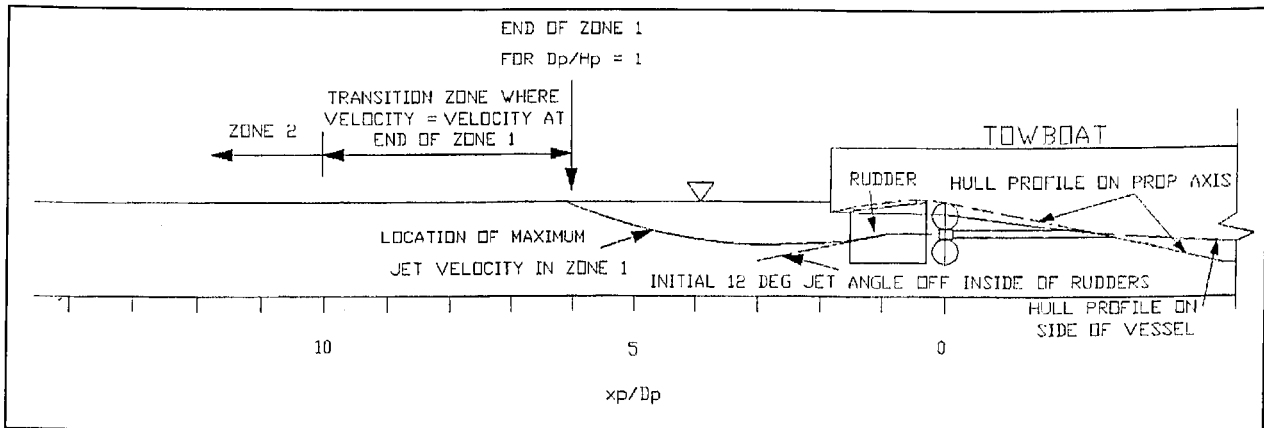 END OF ZONE 1
FOR Dp/Hp = 1
TRANSITION ZONE WHERE
VELOCITY = VELOCITY AT
END OF ZONE 1
ZONE 2
TOWBOAT
RUDDER
HULL PROFILE ON PROP AXIS
LOCATION OF MAXIMUM
JET VELOCITY IN ZONE 1
INITIAL 12 DEG JET ANGLE OFF INSIDE OF RUDDERS
HULL PROFILE ON
SIDE OF VESSEL
10 5 0
xp/Dp